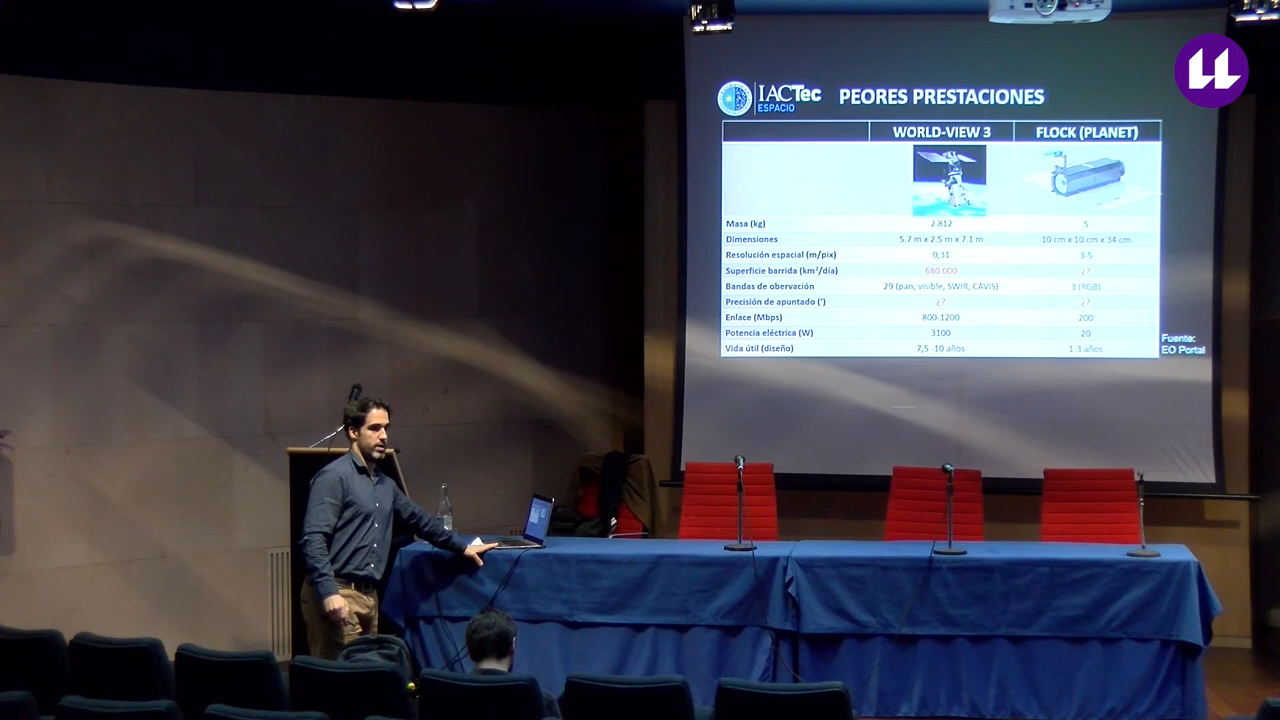 IACTec
ESPACIO
PEORES PRESTACIONES
WORLD-VIEW 3 FLOCK (PLANET)
Masa (kg) 2.812 5
Dimensiones 5.7 m x 2.5 m x 7.1 m 10 cm x 10 cm x 34 cm
Resolución espacial (m/pix) 0,31 3-5
Superficie barrida (km²/día) 680.000 ¿?
Bandas de obervación 29 (pan, visible, SWIR, CAVIS) 3 (RGB)
Precisión de apuntado (') ¿? ¿?
Enlace (Mbps) 800-1200 200
Potencia eléctrica (W) 3100 20
Vida útil (diseño) 7,5 -10 años 1-3 años
Fuente:
EO Portal